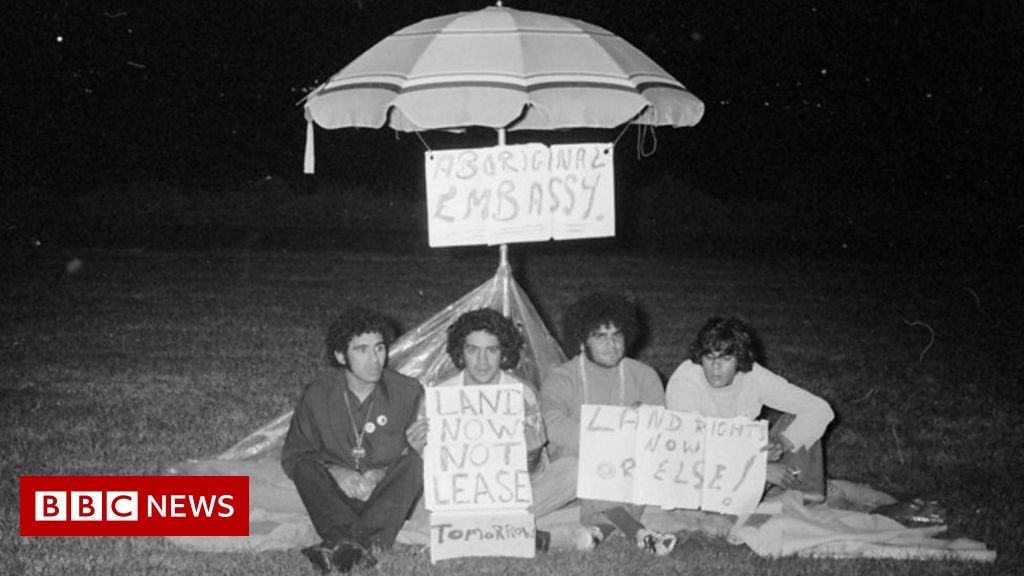 ABORIGINAL
EMBASSY.
LAND
NOW
NOT
LEASE
TOMORROW
LAND RIGHTS
NOW
OR ELSE!
BBC NEWS